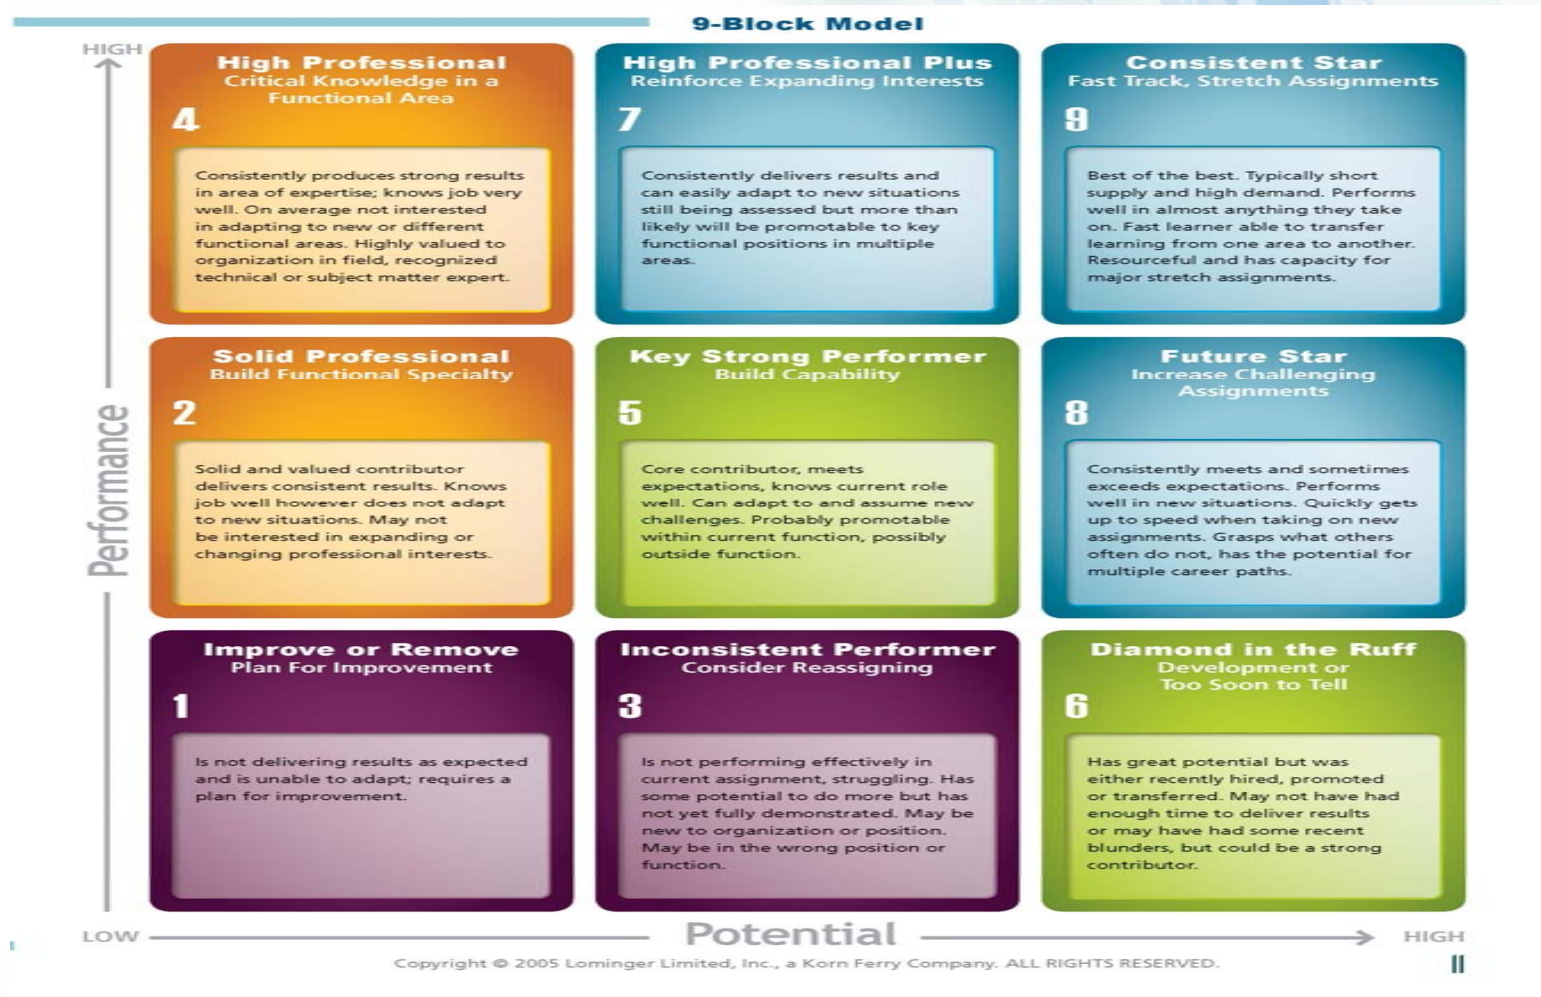 9-Block Model
HIGH
High Professional
Critical Knowledge in a
Functional Area
4
Consistently produces strong results
in area of expertise; knows job very
well. On average not interested
in adapting to new or different
functional areas. Highly valued to
organization in field, recognized
technical or subject matter expert.
High Professional Plus
Reinforce Expanding Interests
7
Consistently delivers results and
can easily adapt to new situations
still being assessed but more than
likely will be promotable to key
functional positions in multiple
areas.
Consistent Star
Fast Track, Stretch Assignments
9
Best of the best. Typically short
supply and high demand. Performs
well in almost anything they take
on. Fast learner able to transfer
learning from one area to another.
Resourceful and has capacity for
major stretch assignments.
Performance
Solid Professional
Build Functional Specialty
2
Solid and valued contributor
delivers consistent results. Knows
job well however does not adapt
to new situations. May not
be interested in expanding or
changing professional interests.
Key Strong Performer
Build Capability
5
Core contributor, meets
expectations, knows current role
well. Can adapt to and assume new
challenges. Probably promotable
within current function, possibly
outside function.
Future Star
Increase Challenging
Assignments
8
Consistently meets and sometimes
exceeds expectations. Performs
well in new situations. Quickly gets
up to speed when taking on new
assignments. Grasps what others
often do not, has the potential for
multiple career paths.
Improve or Remove
Plan For Improvement
1
Is not delivering results as expected
and is unable to adapt; requires a
plan for improvement.
Inconsistent Performer
Consider Reassigning
3
Is not performing effectively in
current assignment, struggling. Has
some potential to do more but has
not yet fully demonstrated. May be
new to organization or position.
May be in the wrong position or
function.
Diamond in the Ruff
Development or
Too Soon to Tell
6
Has great potential but was
either recently hired, promoted
or transferred. May not have had
enough time to deliver results
or may have had some recent
blunders, but could be a strong
contributor.
LOW
Potential
HIGH
Copyright © 2005 Lominger Limited, Inc., a Korn Ferry Company. ALL RIGHTS RESERVED.
11